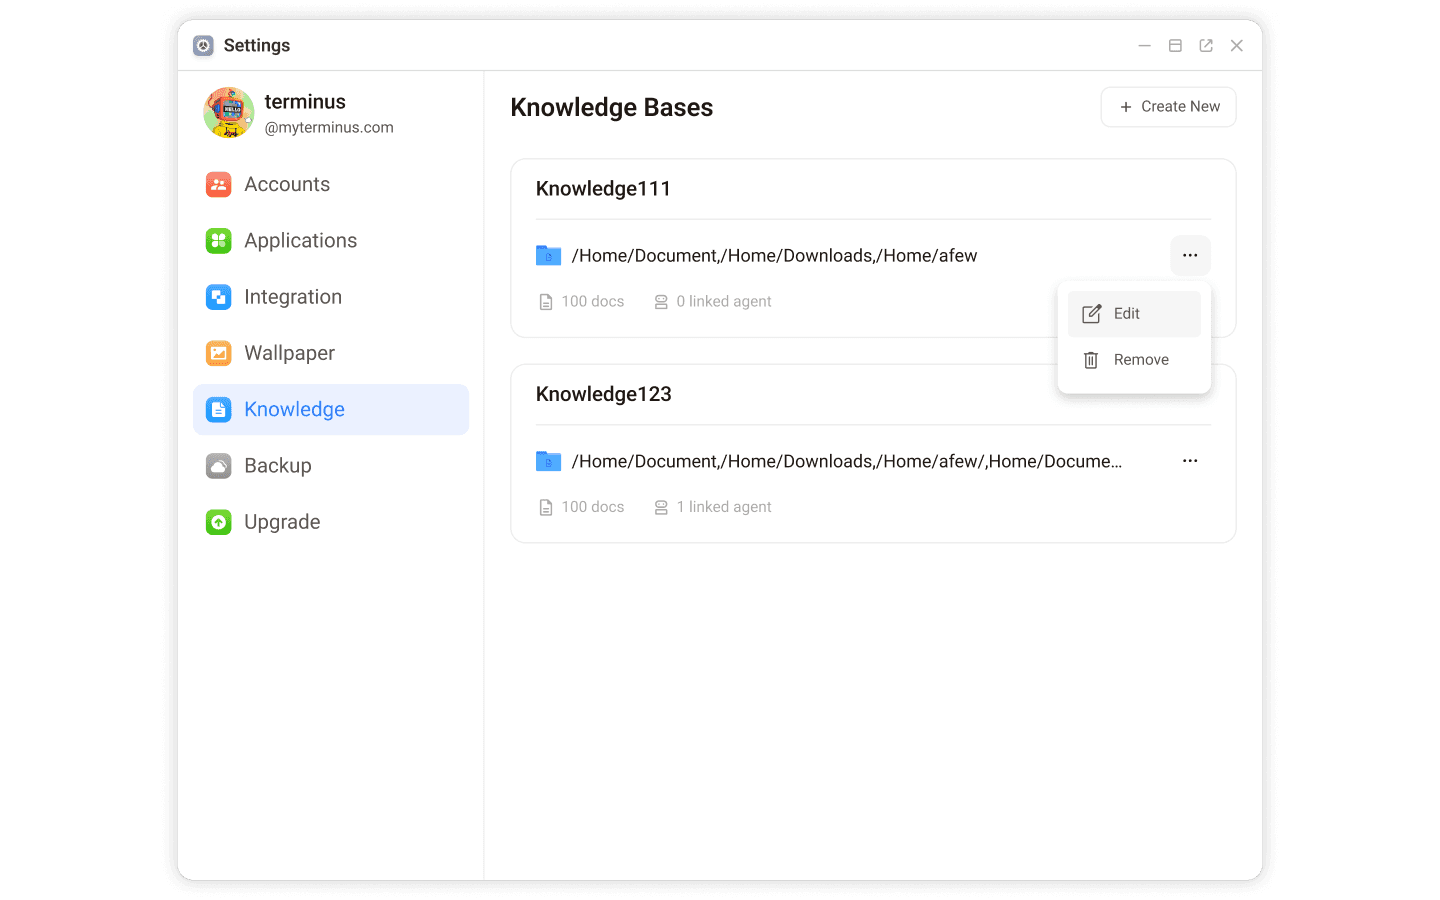 Settings
terminus
@myterminus.com
Accounts
Applications
Integration
Wallpaper
Knowledge
Backup
Upgrade
Knowledge Bases
+ Create New
Knowledge111
/Home/Document,/Home/Downloads,/Home/afew
...
100 docs
0 linked agent
Edit
Remove
Knowledge123
/Home/Document,/Home/Downloads,/Home/afew/,Home/Docume...
...
100 docs
1 linked agent
HELLO